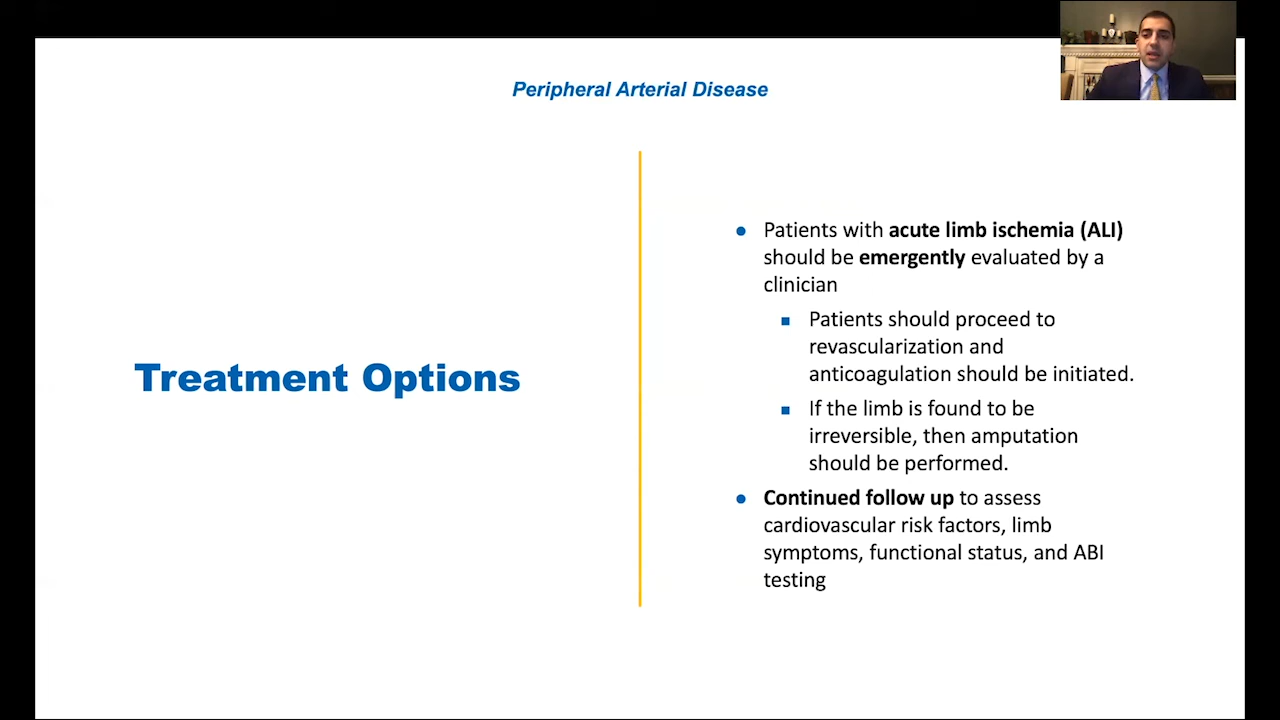 Peripheral Arterial Disease
Treatment Options
● Patients with acute limb ischemia (ALI)
should be emergently evaluated by a
clinician
■ Patients should proceed to
revascularization and
anticoagulation should be initiated.
■ If the limb is found to be
irreversible, then amputation
should be performed.
● Continued follow up to assess
cardiovascular risk factors, limb
symptoms, functional status, and ABI
testing